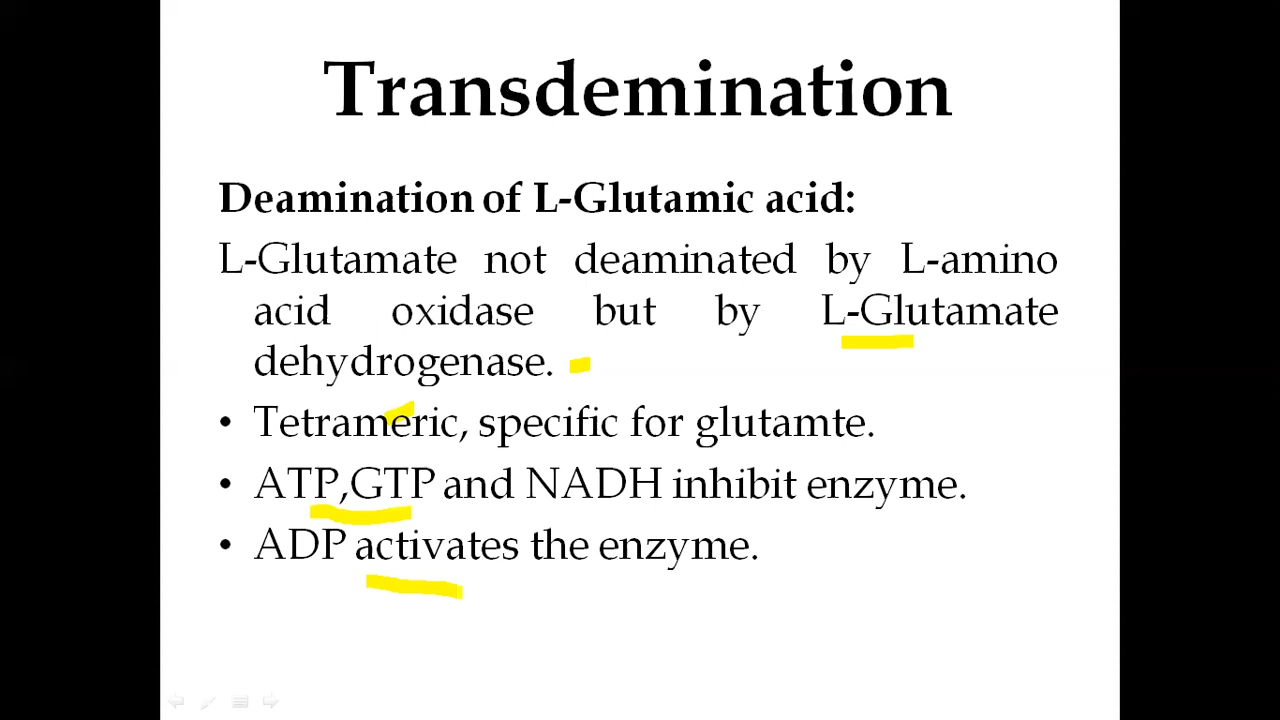 Transdemination
Deamination of L-Glutamic acid:
L-Glutamate not deaminated by L-amino
acid oxidase but by L-Glutamate
dehydrogenase.
• Tetrameric, specific for glutamte.
• ATP,GTP and NADH inhibit enzyme.
• ADP activates the enzyme.